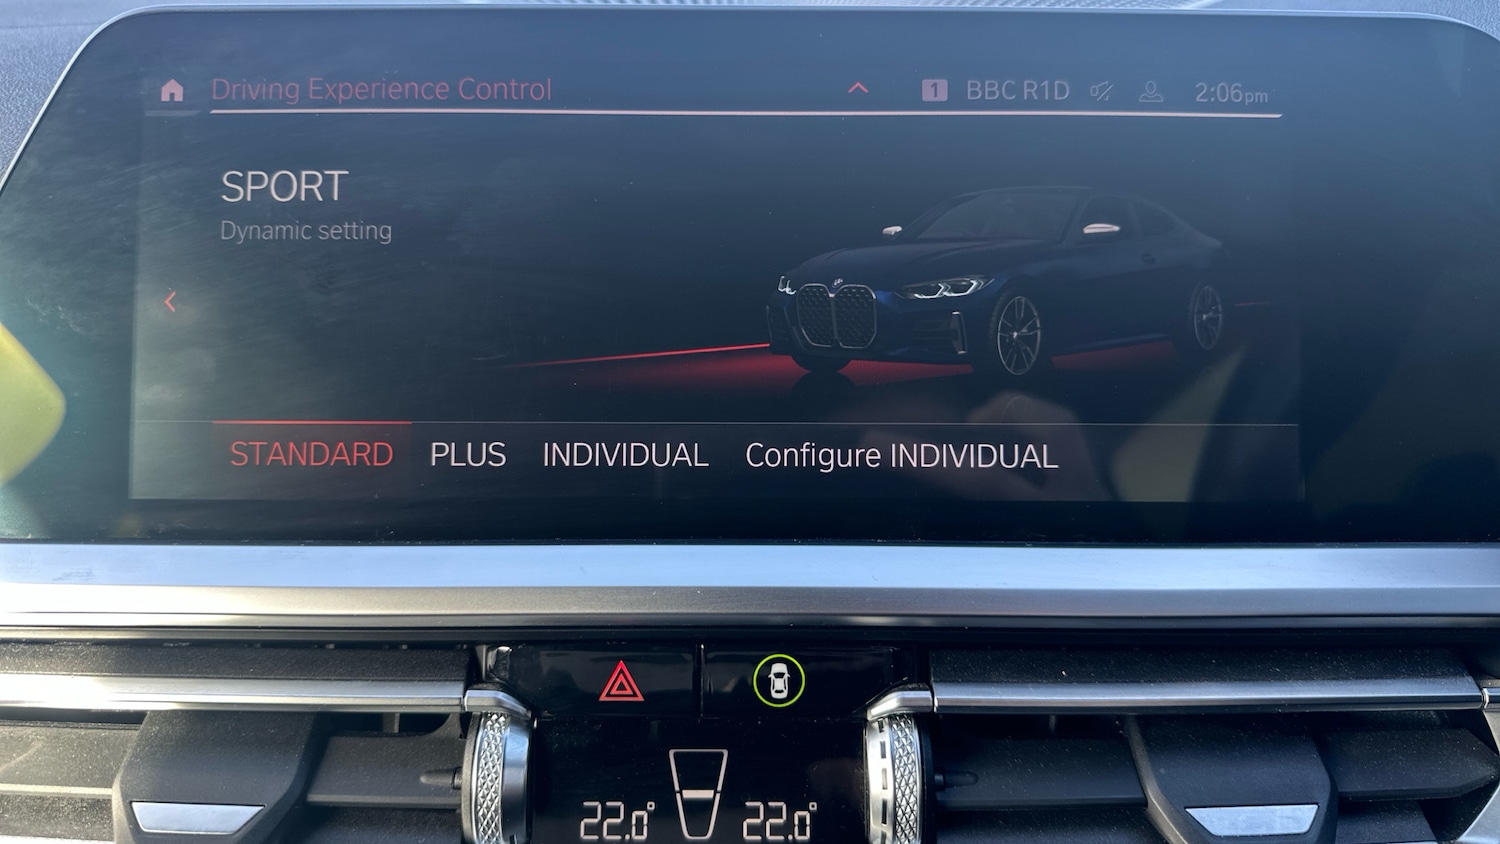 Driving Experience Control 1 BBC R1D 2:06pm
SPORT
Dynamic setting
STANDARD PLUS INDIVIDUAL Configure INDIVIDUAL
22.0° 22.0°